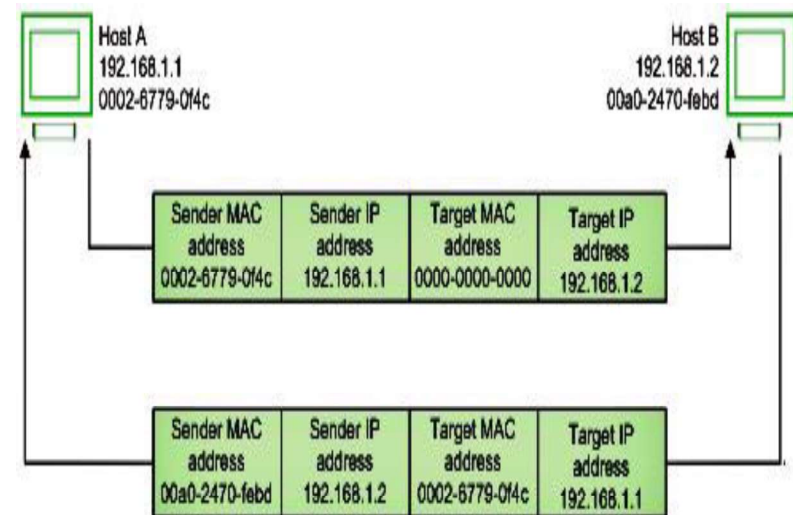 Host A
192.168.1.1
0002-6779-0f4c
Host B
192.168.1.2
00a0-2470-febd
Sender MAC
address
0002-6779-0f4c
Sender IP
address
192.168.1.1
Target MAC
address
0000-0000-0000
Target IP
address
192.168.1.2
Sender MAC
address
00a0-2470-febd
Sender IP
address
192.168.1.2
Target MAC
address
0002-6779-0f4c
Target IP
address
192.168.1.1